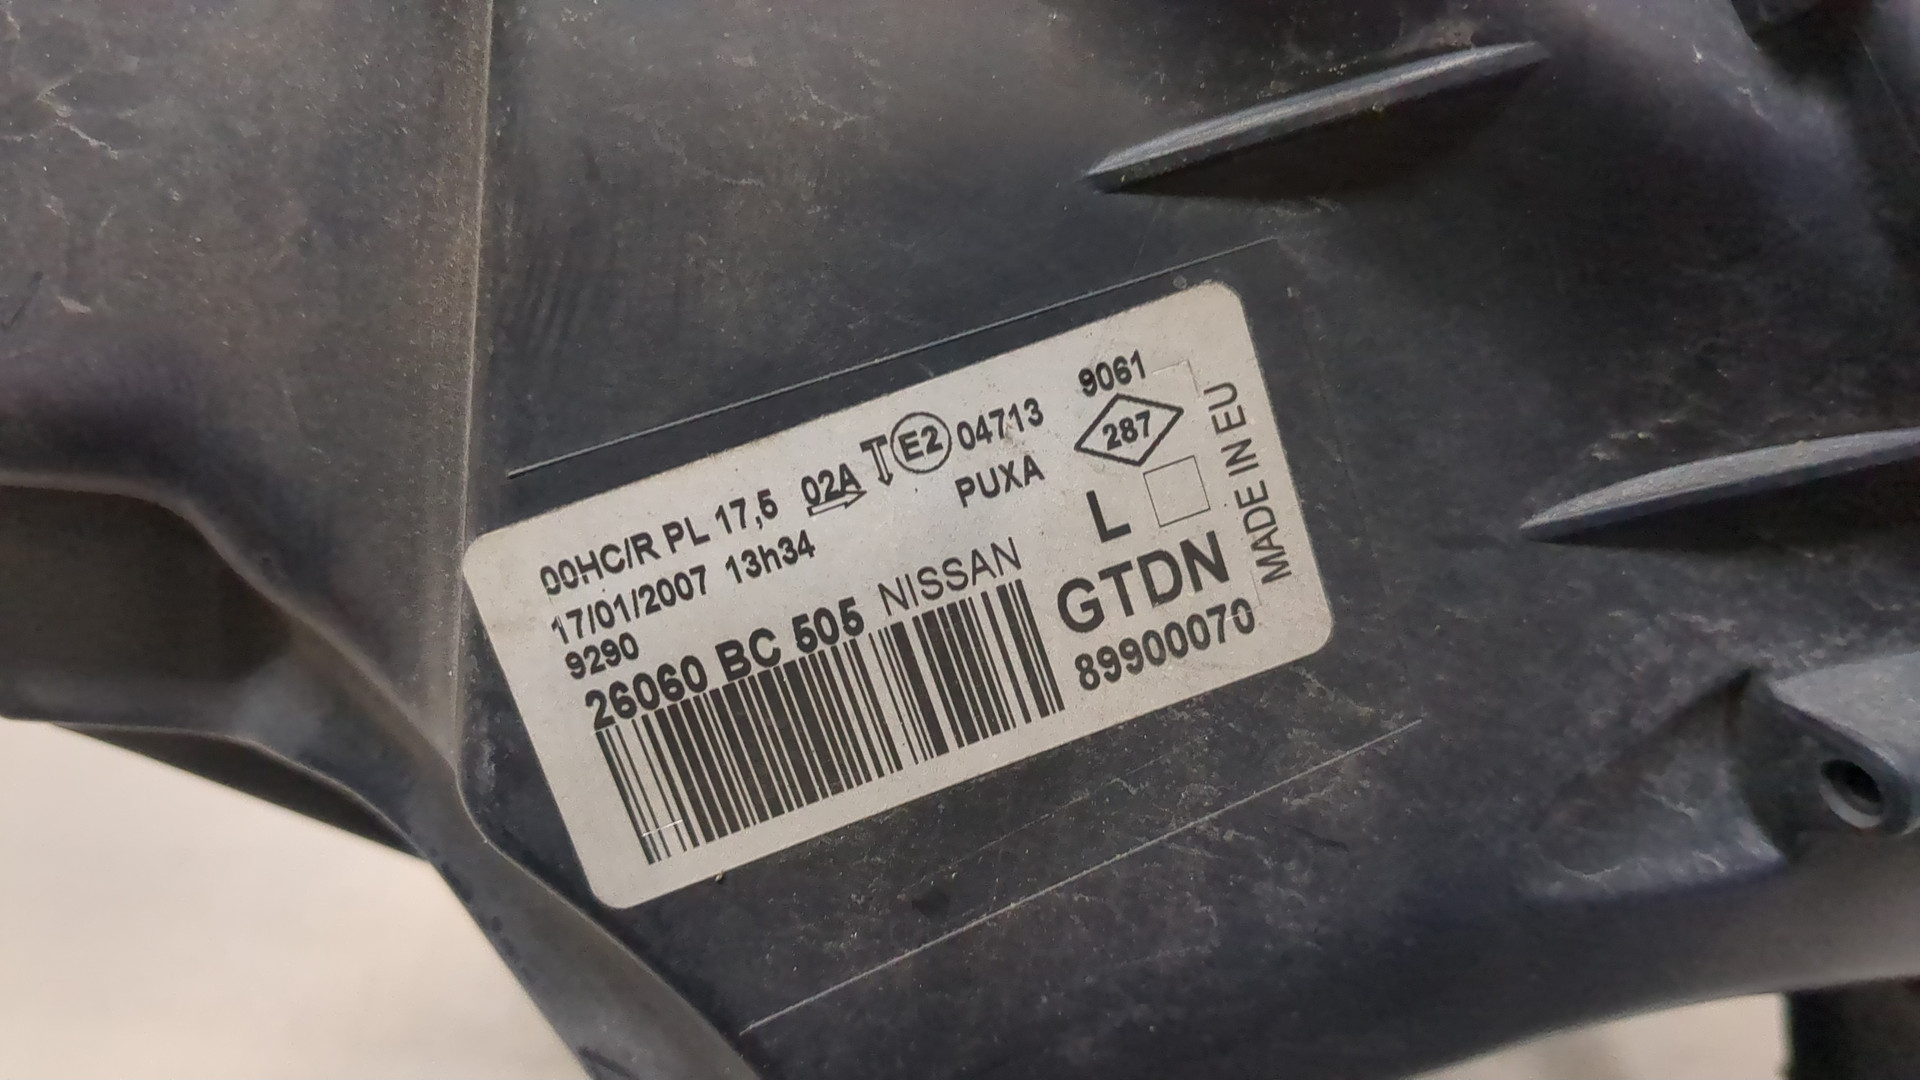 00HC/R PL 17,5 02A T E2 04713 9061
17/01/2007 13h34 PUXA 287
9290 L
26060 BC 505 NISSAN GTDN
89900070
MADE IN EU